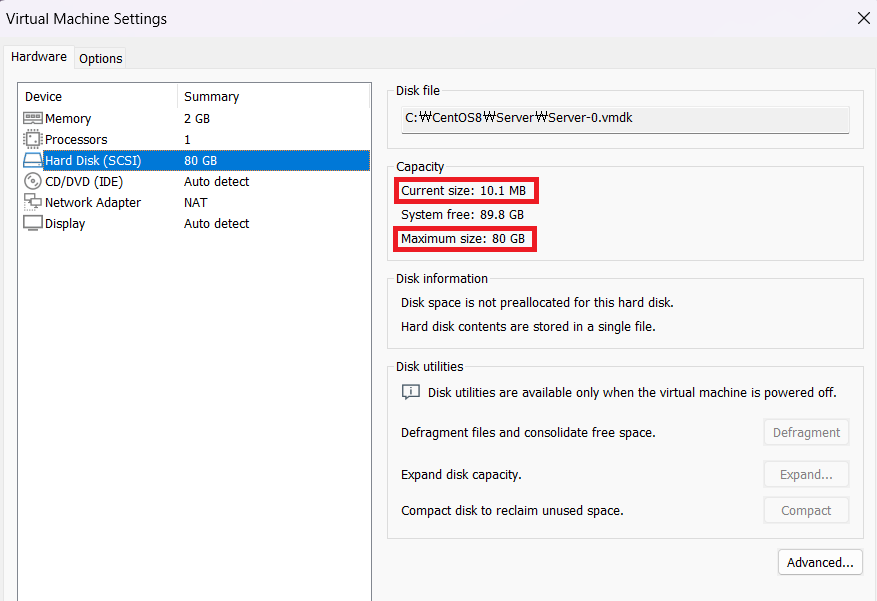 Virtual Machine Settings
Hardware
Options
Device Summary
Memory 2 GB
Processors 1
Hard Disk (SCSI) 80 GB
CD/DVD (IDE) Auto detect
Network Adapter NAT
Display Auto detect
Disk file
C:₩CentOS8₩Server₩Server-0.vmdk
Capacity
Current size: 10.1 MB
System free: 89.8 GB
Maximum size: 80 GB
Disk information
Disk space is not preallocated for this hard disk.
Hard disk contents are stored in a single file.
Disk utilities
Disk utilities are available only when the virtual machine is powered off.
Defragment files and consolidate free space. Defragment
Expand disk capacity. Expand...
Compact disk to reclaim unused space. Compact
Advanced...